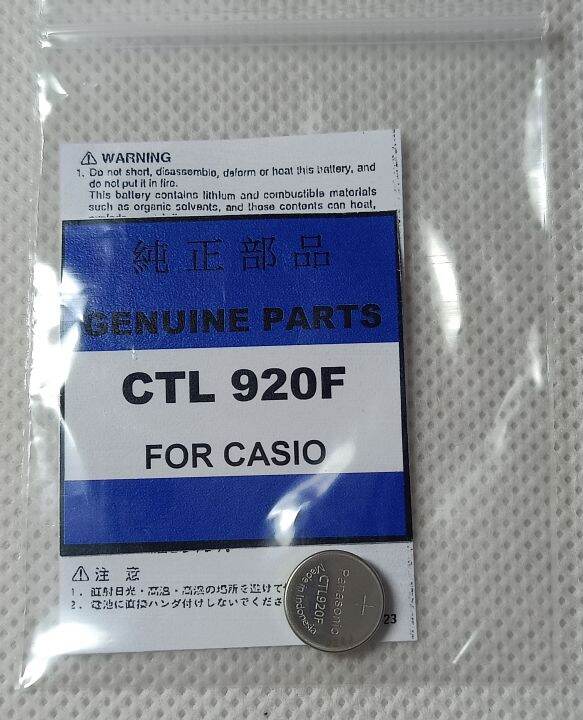 ⚠ WARNING
1. Do not short, disassemble, deform or heat this battery, and
do not put it in fire.
This battery contains lithium and combustible materials
such as organic solvents, and those contents can heat,
純正部品
GENUINE PARTS
CTL 920F
FOR CASIO
⚠ 注意
1. 直射日光・高温・高湿の場所を避けて
2. 電池に直接ハンダ付けしないでくださ
23
Panasonic
CTL920F
Made in Indonesia
+